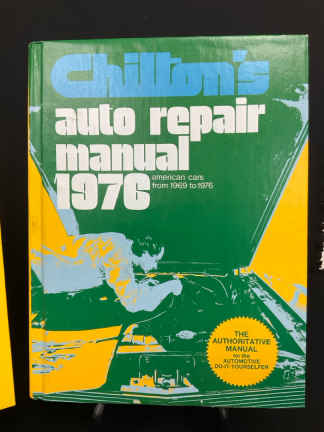 Chilton's
auto repair
manual
1976
american cars
from 1969 to 1976
THE
AUTHORITATIVE
MANUAL
for the
AUTOMOTIVE
DO-IT-YOURSELFER